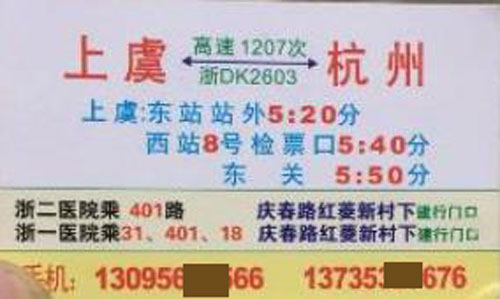 上虞 高速 1207次 杭州
浙DK2603
上虞:东站站外5:20分
西站8号检票口5:40分
东关 5:50分
浙二医院乘 401路 庆春路红菱新村下建行门口
浙一医院乘31、401、18 庆春路红菱新村下建行门口
手机: 13095 566 13735 676